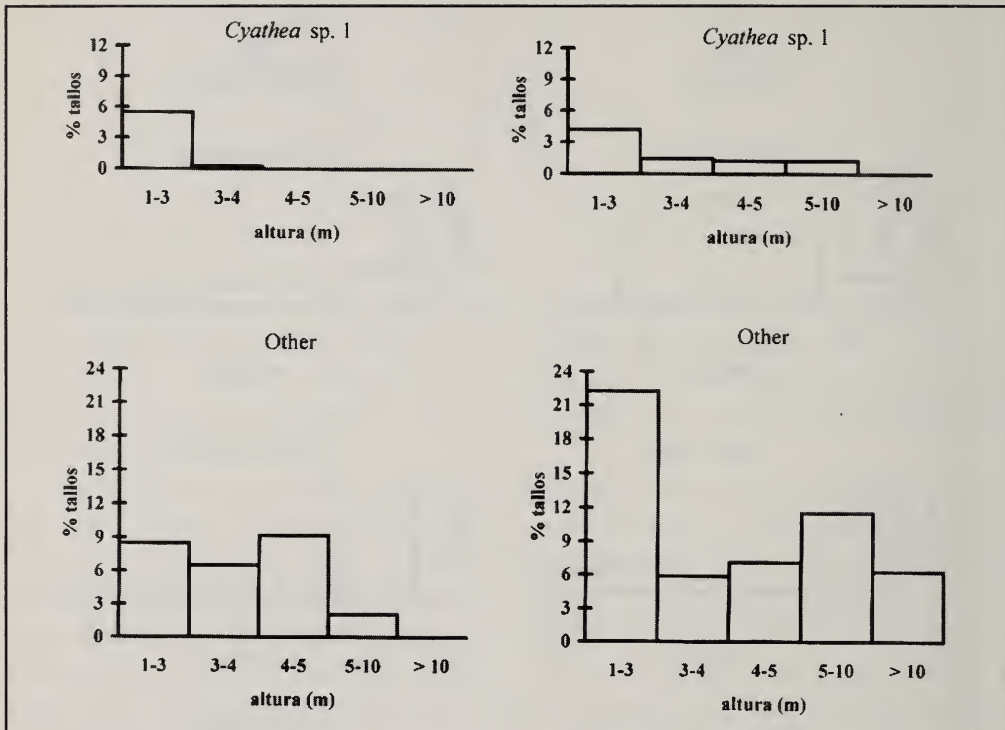 Cyathea sp. 1
12
9
6
3
0
% tallos
1-3 3-4 4-5 5-10 > 10
altura (m)
Cyathea sp. 1
12
9
6
3
0
% tallos
1-3 3-4 4-5 5-10 > 10
altura (m)
Other
24
21
18
15
12
9
6
3
0
% tallos
1-3 3-4 4-5 5-10 > 10
altura (m)
Other
24
21
18
15
12
9
6
3
0
% tallos
1-3 3-4 4-5 5-10 > 10
altura (m)